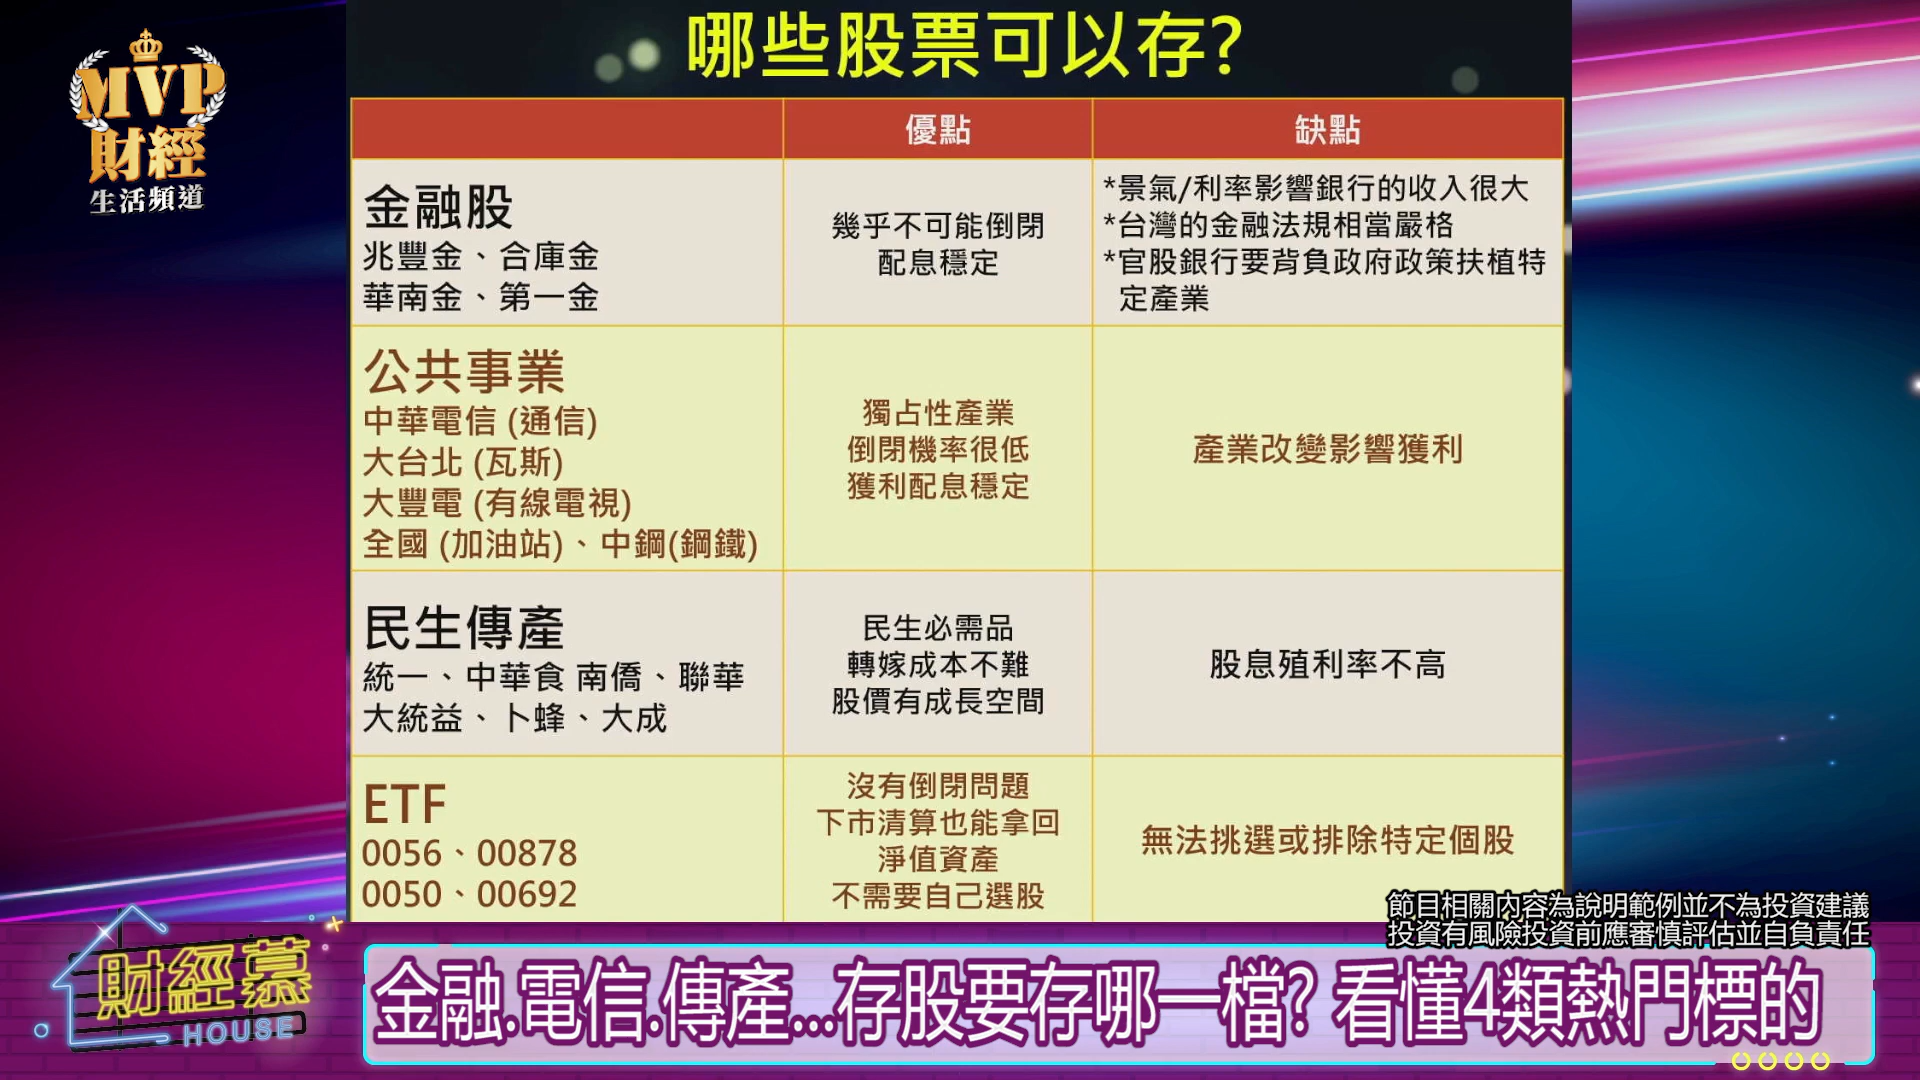 MVP
財經
生活頻道
哪些股票可以存?
優點
缺點
金融股
兆豐金、合庫金
華南金、第一金
幾乎不可能倒閉
配息穩定
*景氣/利率影響銀行的收入很大
*台灣的金融法規相當嚴格
*官股銀行要背負政府政策扶植特
定產業
公共事業
中華電信 (通信)
大台北 (瓦斯)
大豐電 (有線電視)
全國 (加油站)、中鋼(鋼鐵)
獨占性產業
倒閉機率很低
獲利配息穩定
產業改變影響獲利
民生傳產
統一、中華食 南僑、聯華
大統益、卜蜂、大成
民生必需品
轉嫁成本不難
股價有成長空間
股息殖利率不高
ETF
0056、00878
0050、00692
沒有倒閉問題
下市清算也能拿回
淨值資產
不需要自己選股
無法挑選或排除特定個股
節目相關內容為說明範例並不為投資建議
投資有風險投資前應審慎評估並自負責任
財經慕
HOUSE
金融.電信.傳產...存股要存哪一檔? 看懂4類熱門標的